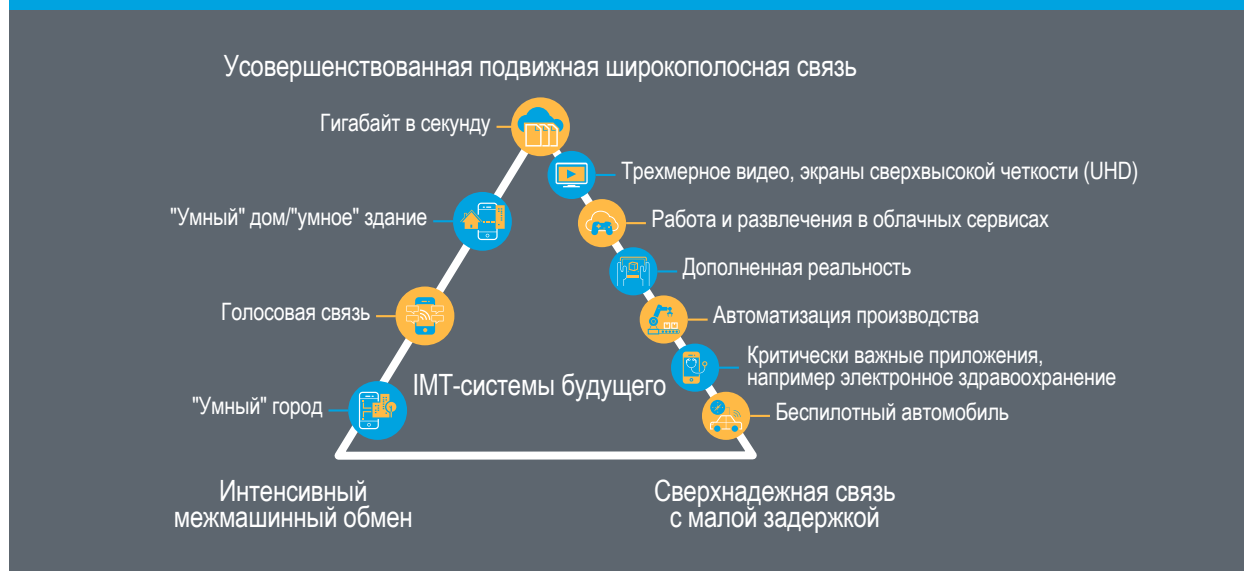 Усовершенствованная подвижная широкополосная связь
Гигабайт в секунду
Трехмерное видео, экраны сверхвысокой четкости (UHD)
"Умный" дом/"умное" здание
Работа и развлечения в облачных сервисах
Дополненная реальность
Голосовая связь
Автоматизация производства
Критически важные приложения,
например электронное здравоохранение
IMT-системы будущего
"Умный" город
Беспилотный автомобиль
Интенсивный
межмашинный обмен
Сверхнадежная связь
с малой задержкой